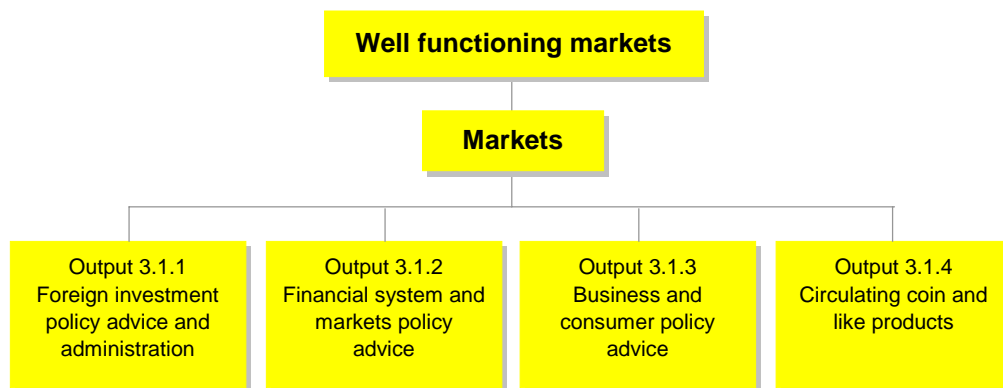 Well functioning markets
Markets
Output 3.1.1
Foreign investment
policy advice and
administration
Output 3.1.2
Financial system and
markets policy
advice
Output 3.1.3
Business and
consumer policy
advice
Output 3.1.4
Circulating coin and
like products